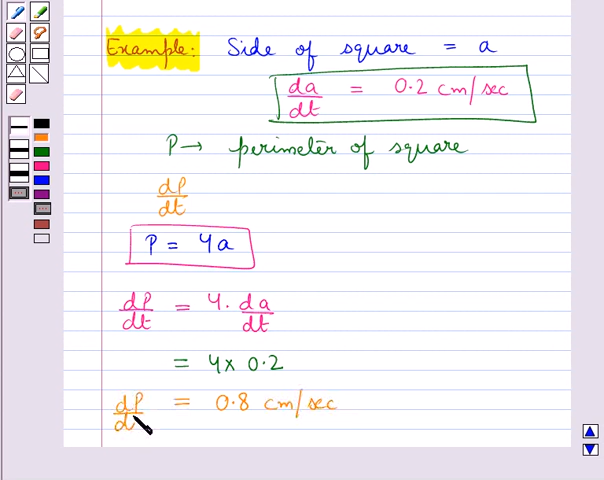 Example: Side of square = a
da/dt = 0.2 cm/sec
P → perimeter of square
dP/dt
P = 4a
dP/dt = 4. da/dt
= 4 x 0.2
dP/d = 0.8 cm/sec